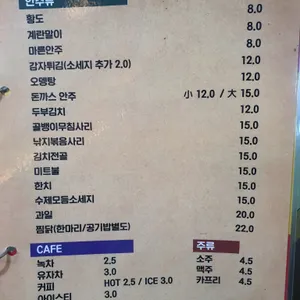 안주류 8.0
황도 8.0
계란말이 8.0
마른안주 12.0
감자튀김(소세지 추가 2.0) 12.0
오뎅탕 12.0
돈까스 안주 小 12.0 / 大 15.0
두부김치 12.0
골뱅이무침사리 15.0
낚지볶음사리 15.0
김치전골 15.0
미트볼 15.0
한치 15.0
수제모듬소세지 15.0
과일 20.0
찜닭(한마리/공기밥별도) 22.0
CAFE
녹차 2.5
유자차 3.0
커피 HOT 2.5 / ICE 3.0
아이스티 3.0
주류
소주 4.5
맥주 4.5
카프리 4.5